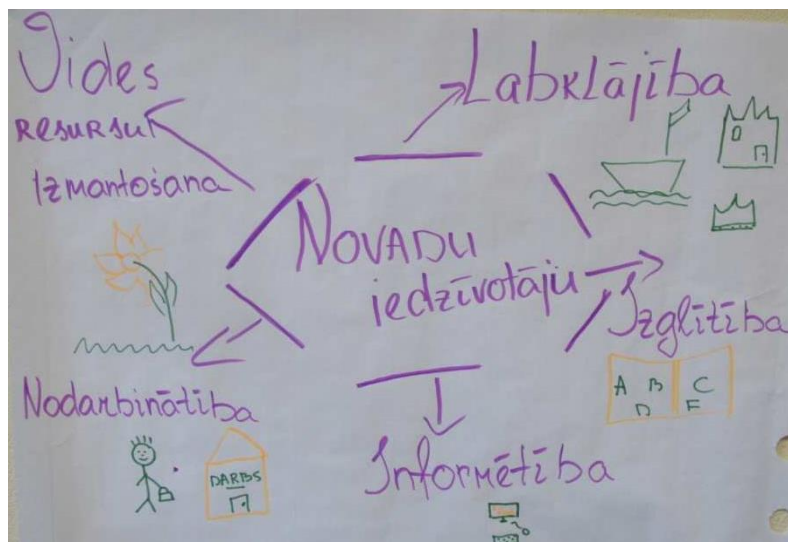 Vides
resursu
Izmantošana
Labklājība
Novadu
iedzīvotāju
Izglītība
A B C
D E
Nodarbinātība
DARBS
Informētība